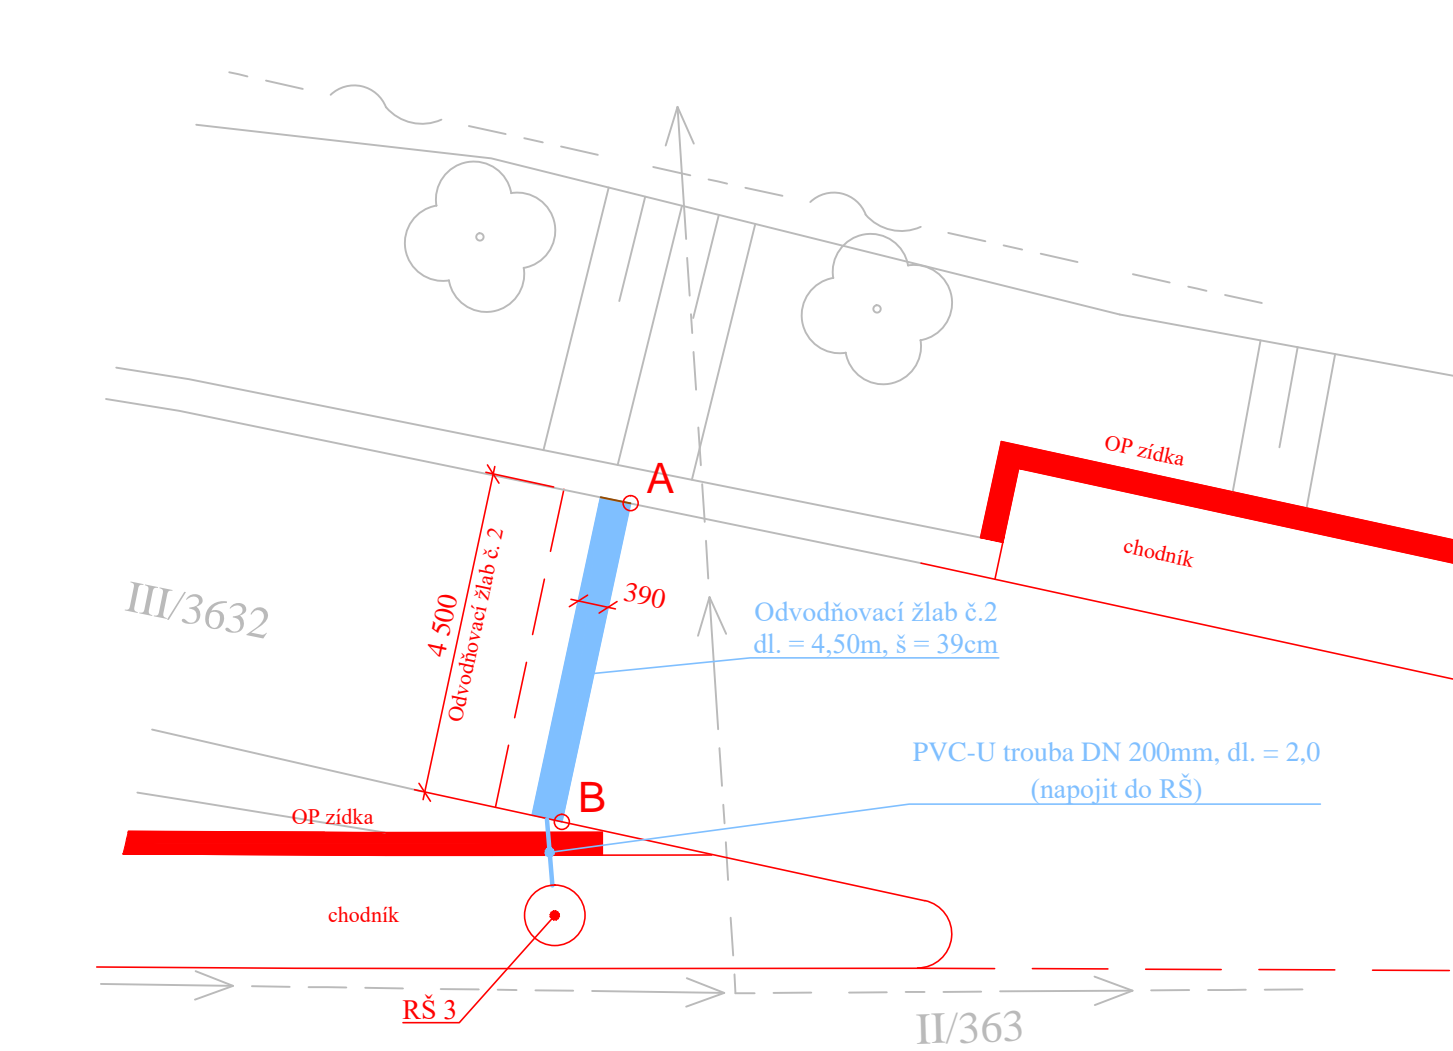 OP zídka
A
chodník
III/3632
4 500
Odvodňovací žlab č. 2
390
Odvodňovací žlab č.2
dl. = 4,50m, š = 39cm
PVC-U trouba DN 200mm, dl. = 2,0
(napojit do RŠ)
B
OP zídka
chodník
RŠ 3
II/363